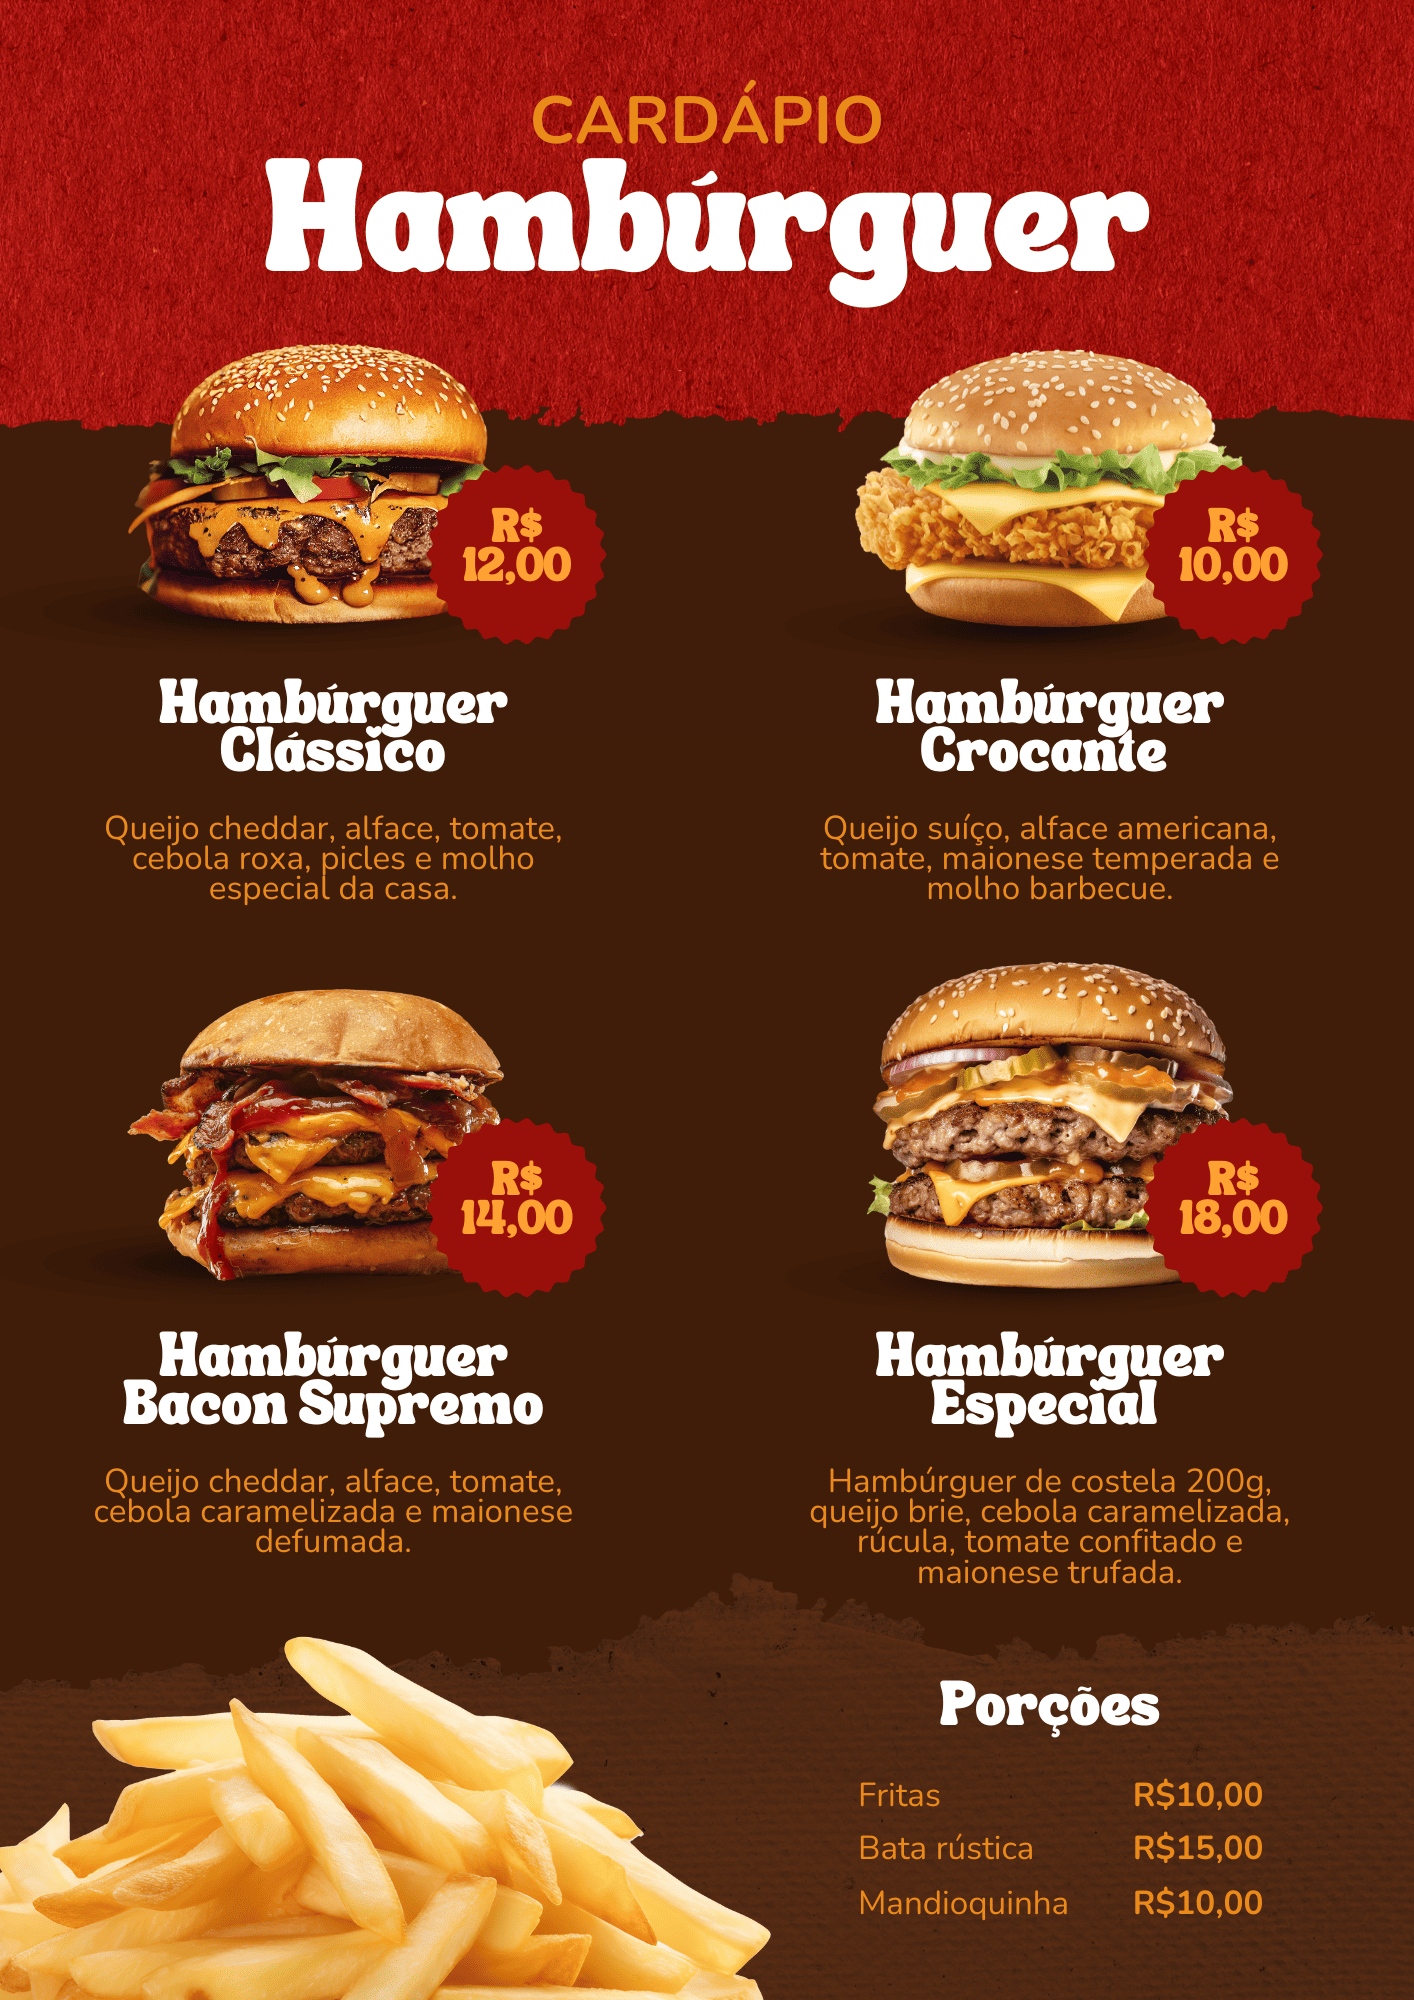 CARDÁPIO
Hambúrguer
R$
12,00
Hambúrguer
Clássico
Queijo cheddar, alface, tomate,
cebola roxa, picles e molho
especial da casa.
R$
10,00
Hambúrguer
Crocante
Queijo suíço, alface americana,
tomate, maionese temperada e
molho barbecue.
R$
14,00
Hambúrguer
Bacon Supremo
Queijo cheddar, alface, tomate,
cebola caramelizada e maionese
defumada.
R$
18,00
Hambúrguer
Especial
Hambúrguer de costela 200g,
queijo brie, cebola caramelizada,
rúcula, tomate confitado e
maionese trufada.
Porções
Fritas R$10,00
Bata rústica R$15,00
Mandioquinha R$10,00